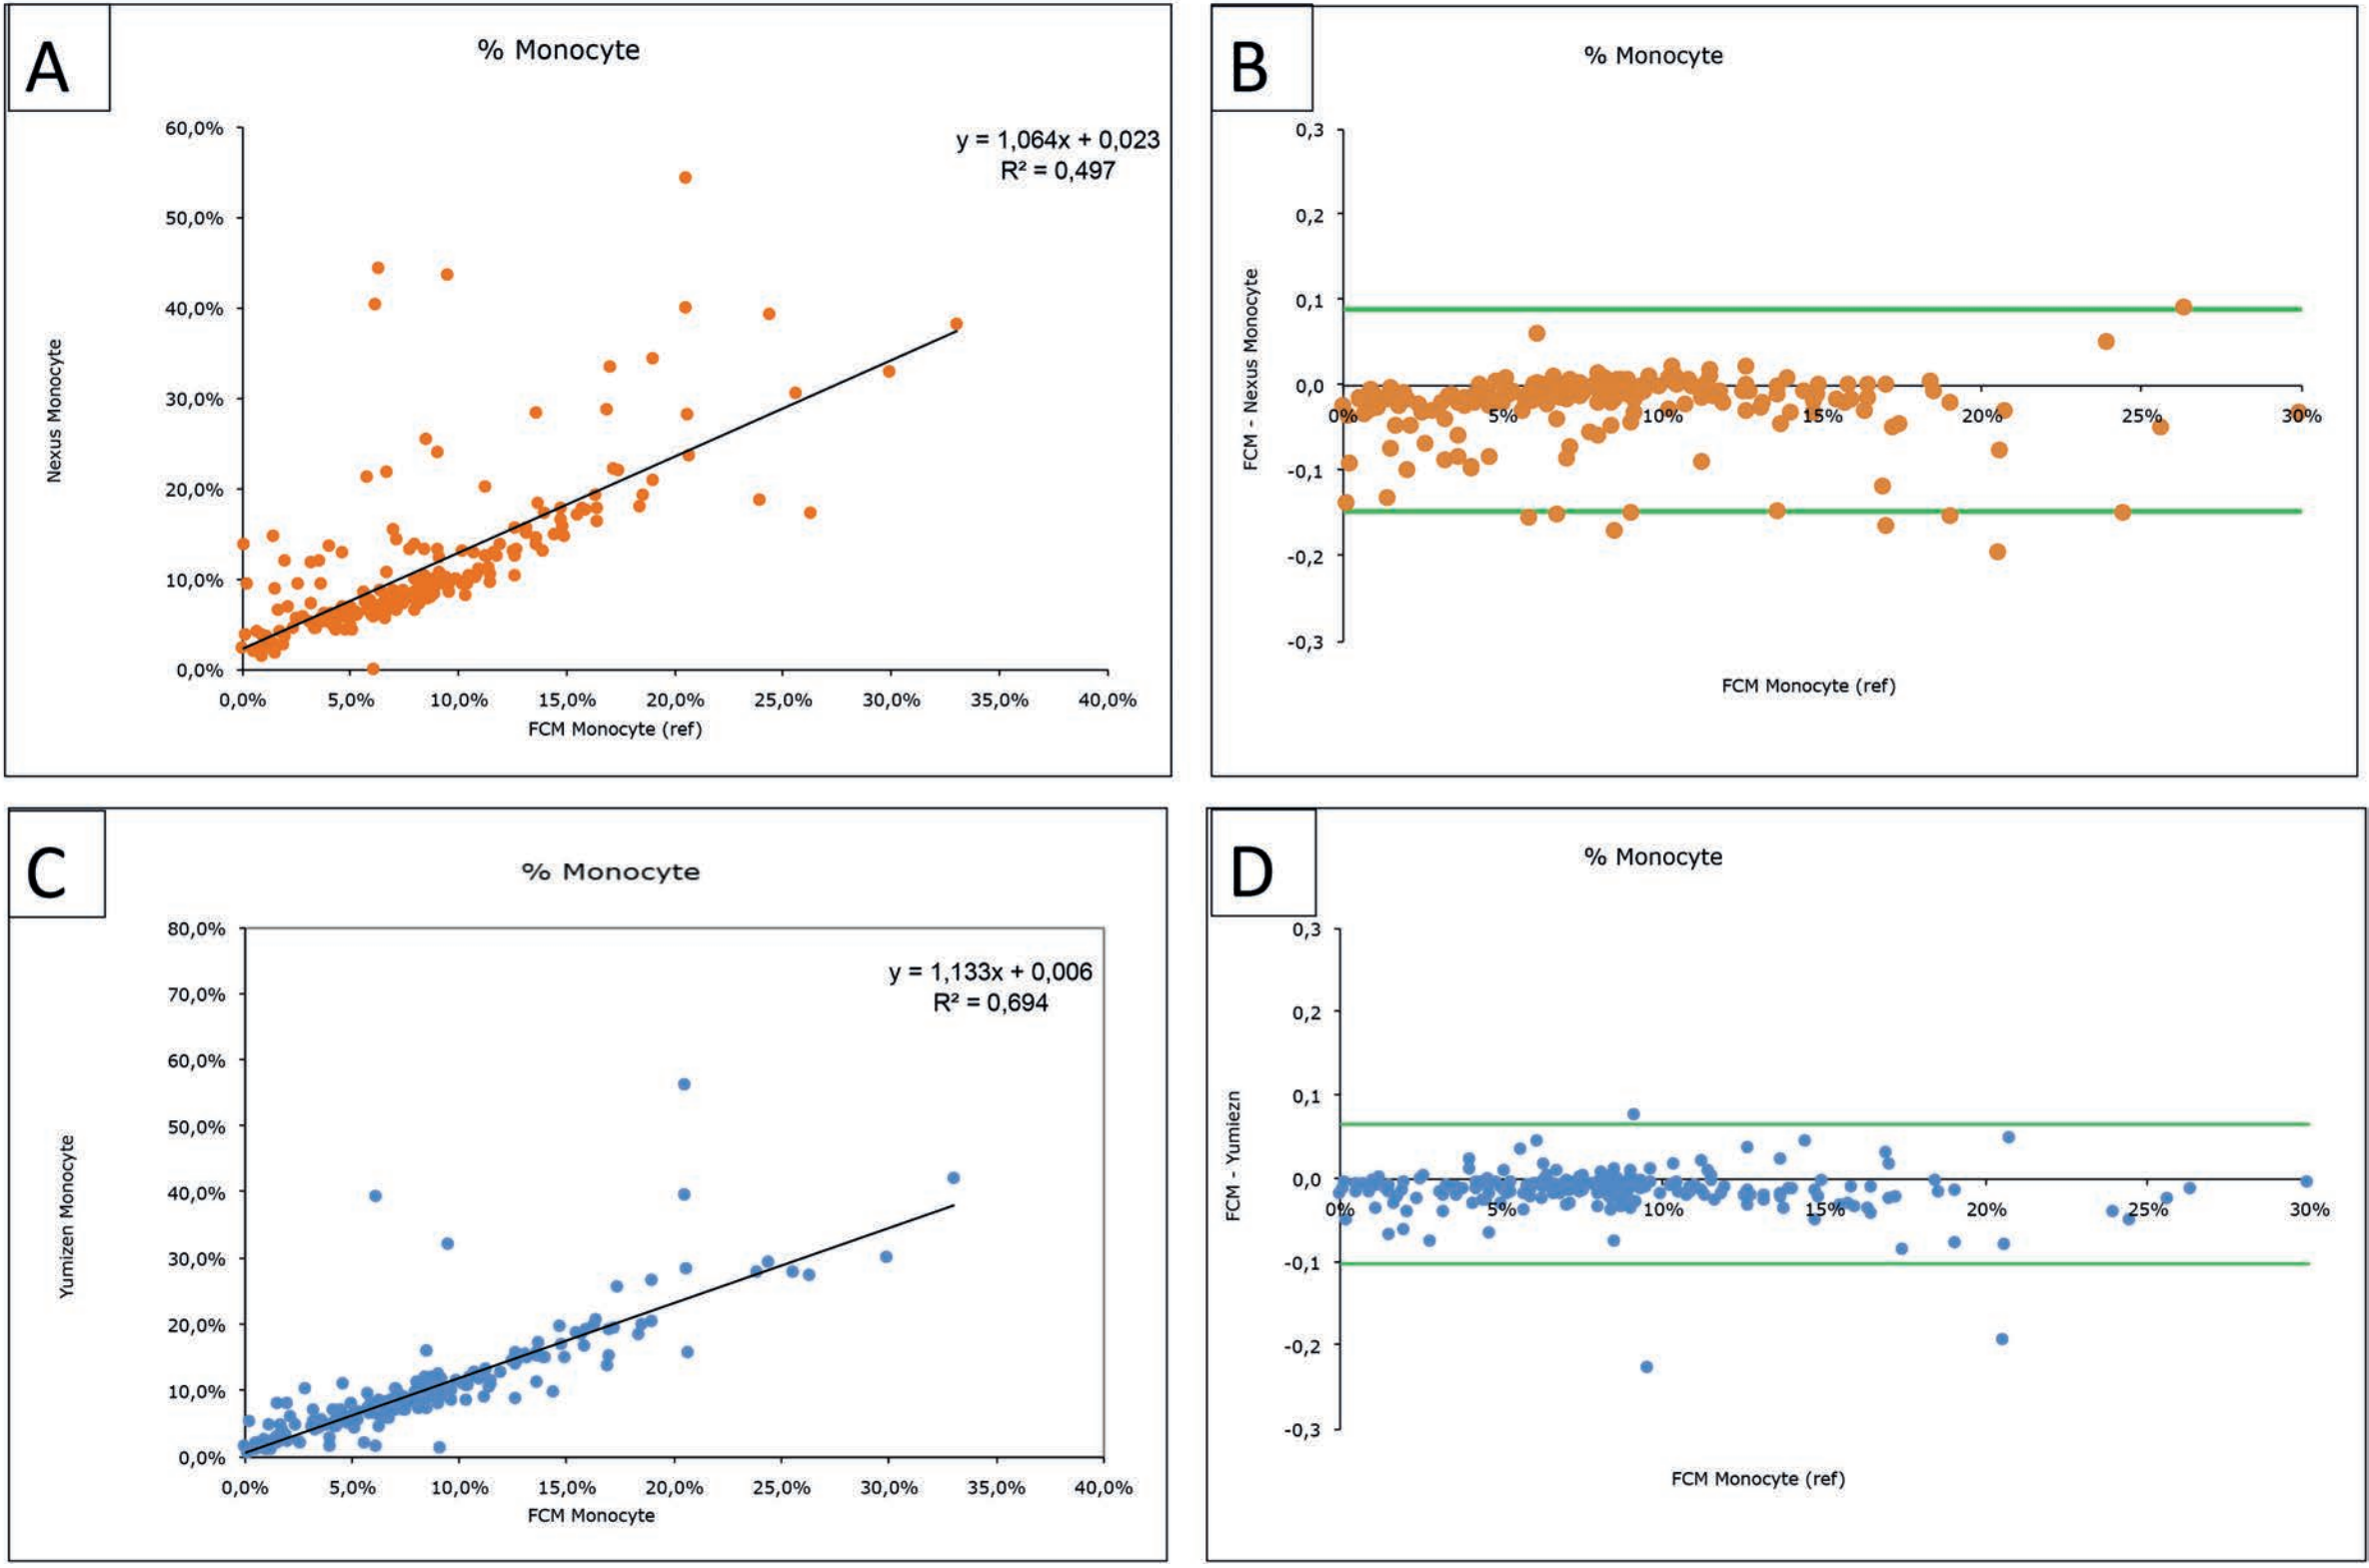 A
% Monocyte
60,0%
50,0%
40,0%
30,0%
20,0%
10,0%
0,0%
Nexus Monocyte
y = 1,064x + 0,023
R² = 0,497
0,0% 5,0% 10,0% 15,0% 20,0% 25,0% 30,0% 35,0% 40,0%
FCM Monocyte (ref)
B
% Monocyte
0,3
0,2
0,1
0,0
-0,1
-0,2
-0,3
FCM - Nexus Monocyte
0% 5% 10% 15% 20% 25% 30%
FCM Monocyte (ref)
C
% Monocyte
80,0%
70,0%
60,0%
50,0%
40,0%
30,0%
20,0%
10,0%
0,0%
Yumizen Monocyte
y = 1,133x + 0,006
R² = 0,694
0,0% 5,0% 10,0% 15,0% 20,0% 25,0% 30,0% 35,0% 40,0%
FCM Monocyte
D
% Monocyte
0,3
0,2
0,1
0,0
-0,1
-0,2
-0,3
FCM - Yumiezn
0% 5% 10% 15% 20% 25% 30%
FCM Monocyte (ref)